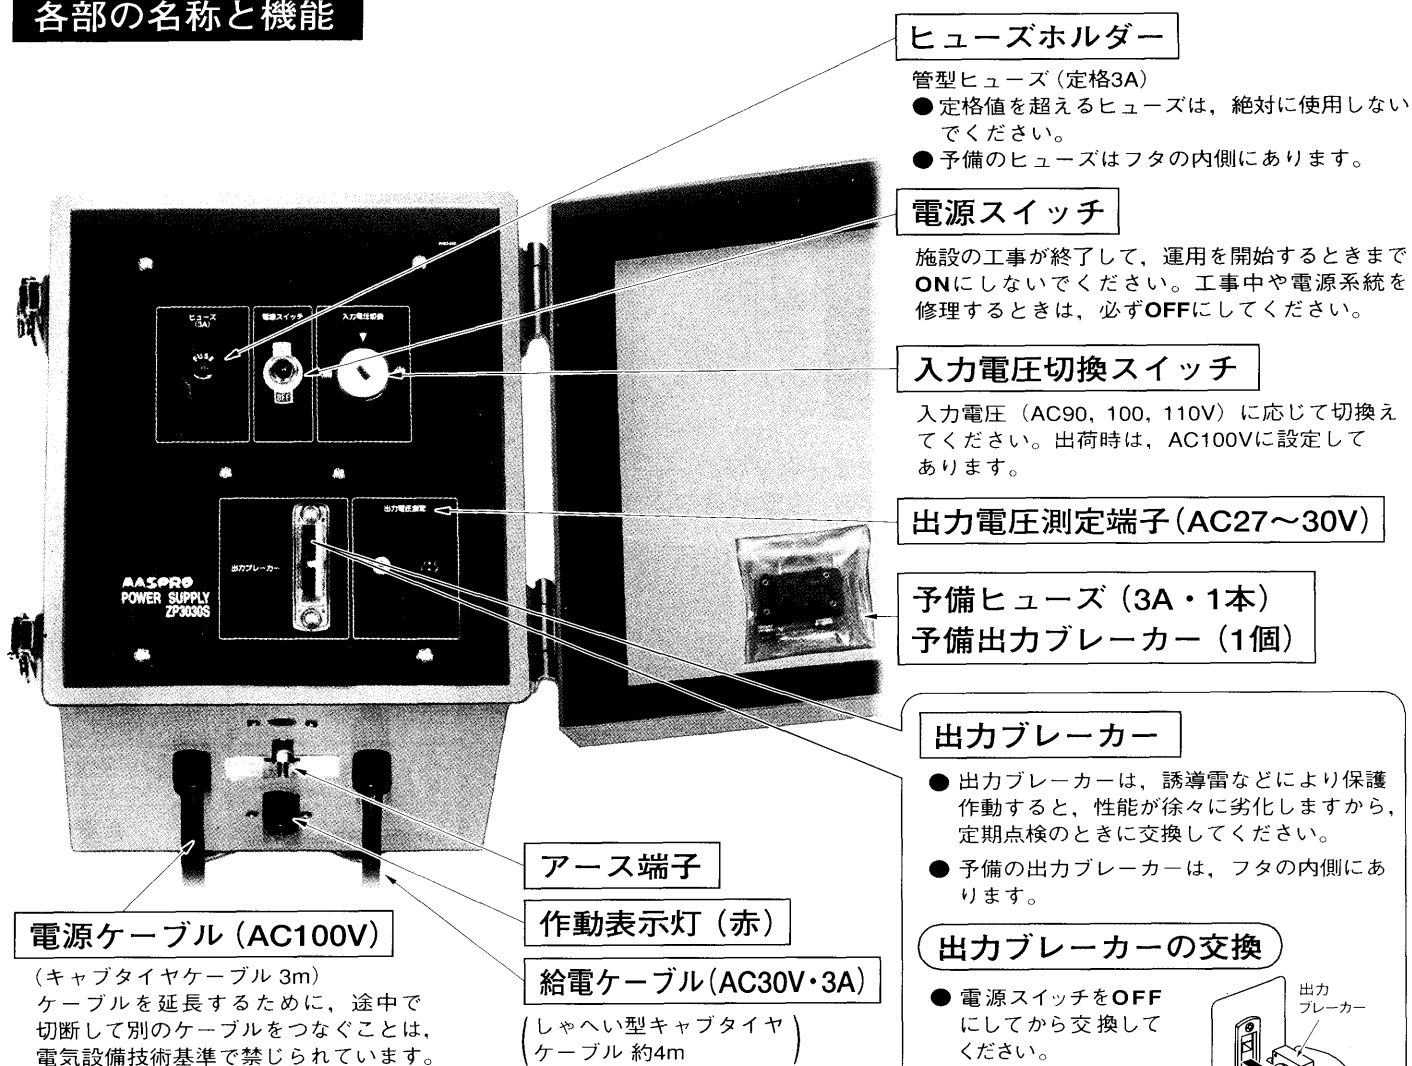 各部の名称と機能
ヒューズホルダー
管型ヒューズ(定格3A)
● 定格値を超えるヒューズは，絶対に使用しない
でください。
● 予備のヒューズはフタの内側にあります。
電源スイッチ
施設の工事が終了して，運用を開始するときまで
ONにしないでください。工事中や電源系統を
修理するときは，必ずOFFにしてください。
入力電圧切換スイッチ
入力電圧（AC90, 100, 110V）に応じて切換え
てください。出荷時は，AC100Vに設定して
あります。
出力電圧測定端子(AC27〜30V)
予備ヒューズ（3A・1本）
予備出力ブレーカー（1個）
ヒューズ
(3A)
FUSE
電源スイッチ
OFF
入力電圧切換
出力ブレーカー
出力電圧測定
MASPRO
POWER SUPPLY
ZP3030S
出力ブレーカー
● 出力ブレーカーは，誘導雷などにより保護
作動すると，性能が徐々に劣化しますから，
定期点検のときに交換してください。
● 予備の出力ブレーカーは，フタの内側にあ
ります。
出力ブレーカーの交換
● 電源スイッチをOFF
にしてから交換して
ください。
出力
ブレーカー
アース端子
作動表示灯（赤）
給電ケーブル(AC30V・3A)
(しゃへい型キャブタイヤ
ケーブル 約4m)
電源ケーブル(AC100V)
（キャブタイヤケーブル 3m）
ケーブルを延長するために，途中で
切断して別のケーブルをつなぐことは，
電気設備技術基準で禁じられています。